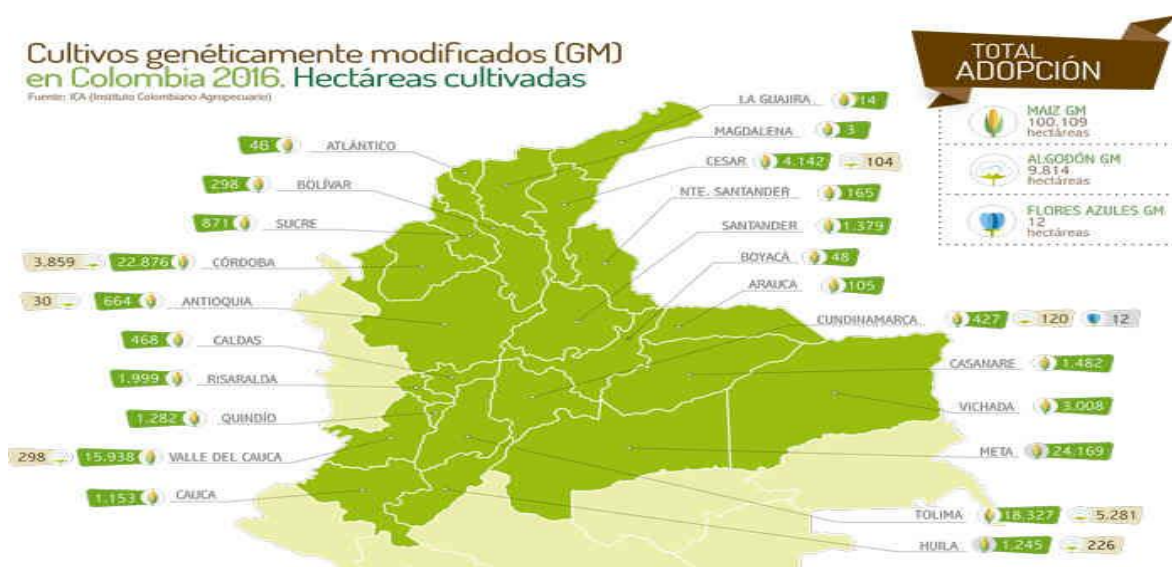 Cultivos genéticamente modificados (GM)
en Colombia 2016. Hectáreas cultivadas
Fuente: ICA (Instituto Colombiano Agropecuario)
TOTAL
ADOPCIÓN
MAIZ GM
100.109
hectáreas
ALGODÓN GM
9.814
hectáreas
FLORES AZULES GM
12
hectáreas
48 ATLÁNTICO
298 BOLÍVAR
871 SUCRE
3.859 22.876 CÓRDOBA
30 664 ANTIOQUIA
468 CALDAS
1.999 RISARALDA
1.282 QUINDÍO
298 15.938 VALLE DEL CAUCA
1.153 CAUCA
LA GUAJIRA 14
MAGDALENA 3
CESAR 4.142 104
NTE. SANTANDER 165
SANTANDER 1.379
BOYACÁ 48
ARAUCA 105
CUNDINAMARCA 427 120 12
CASANARE 1.482
VICHADA 3.008
META 24.169
TOLIMA 18.327 5.281
HUILA 1.245 226